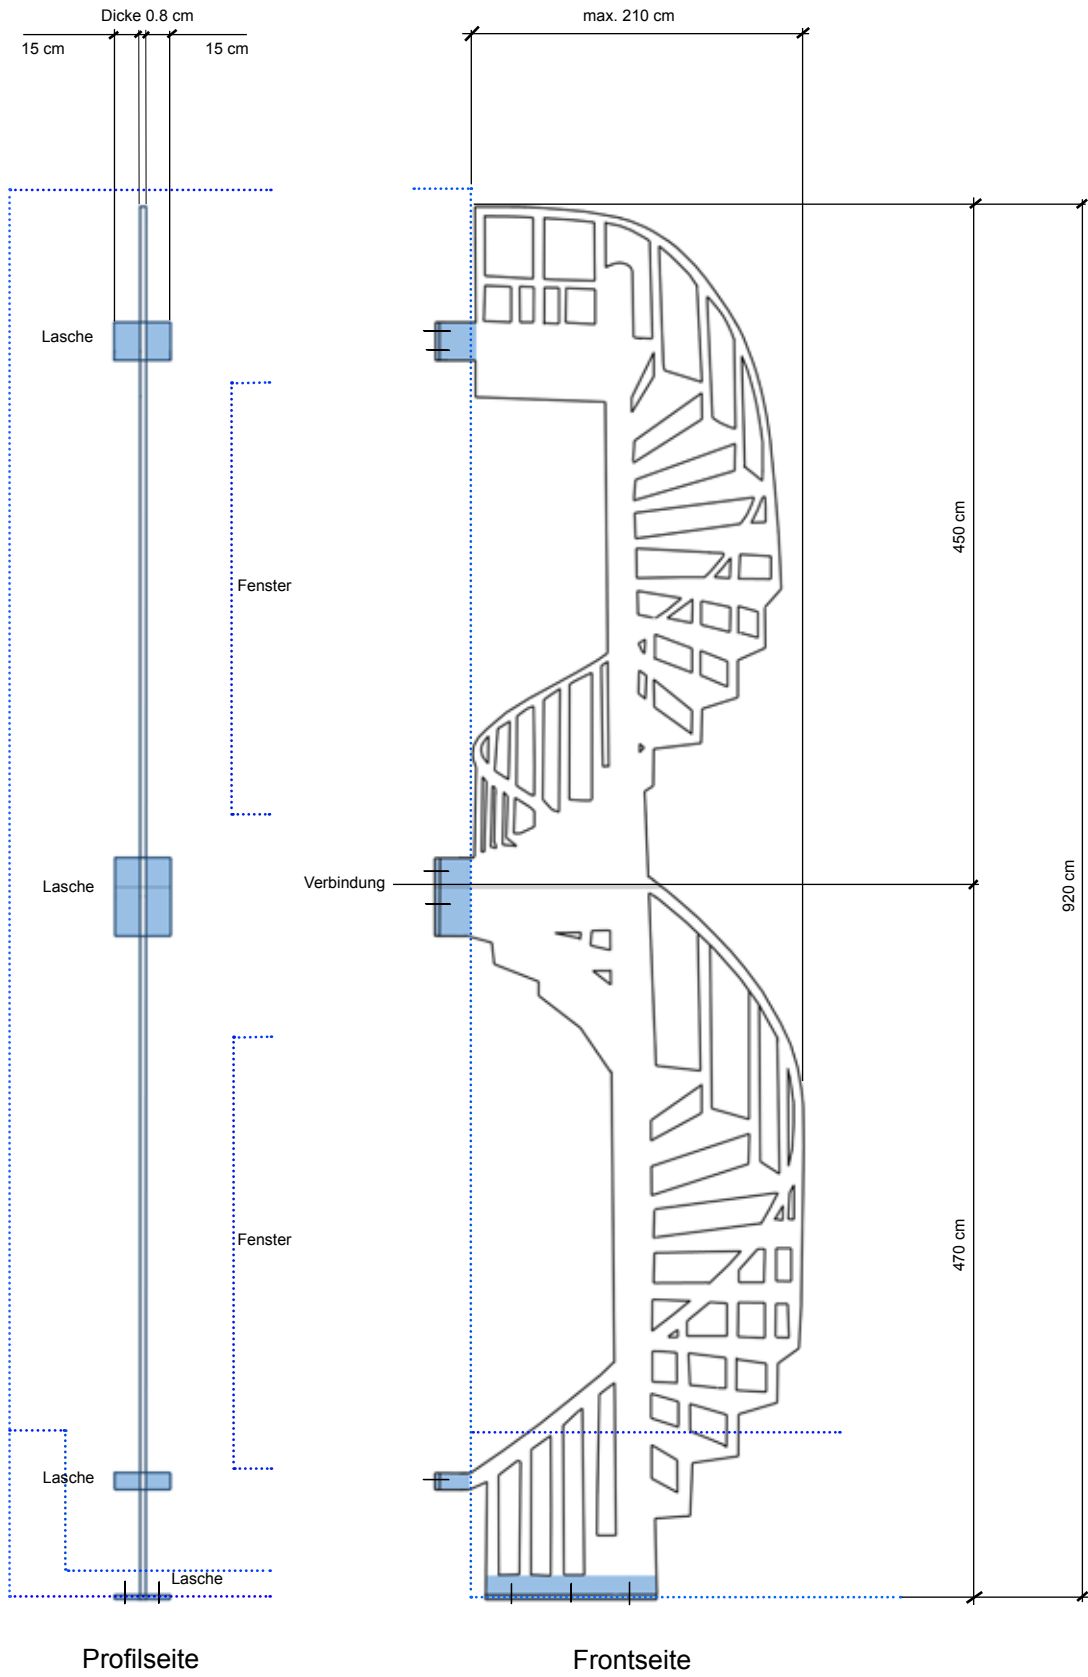 Dicke 0.8 cm
15 cm
15 cm
max. 210 cm
Lasche
Fenster
450 cm
Lasche
Verbindung
920 cm
Fenster
470 cm
Lasche
Lasche
Profilseite
Frontseite